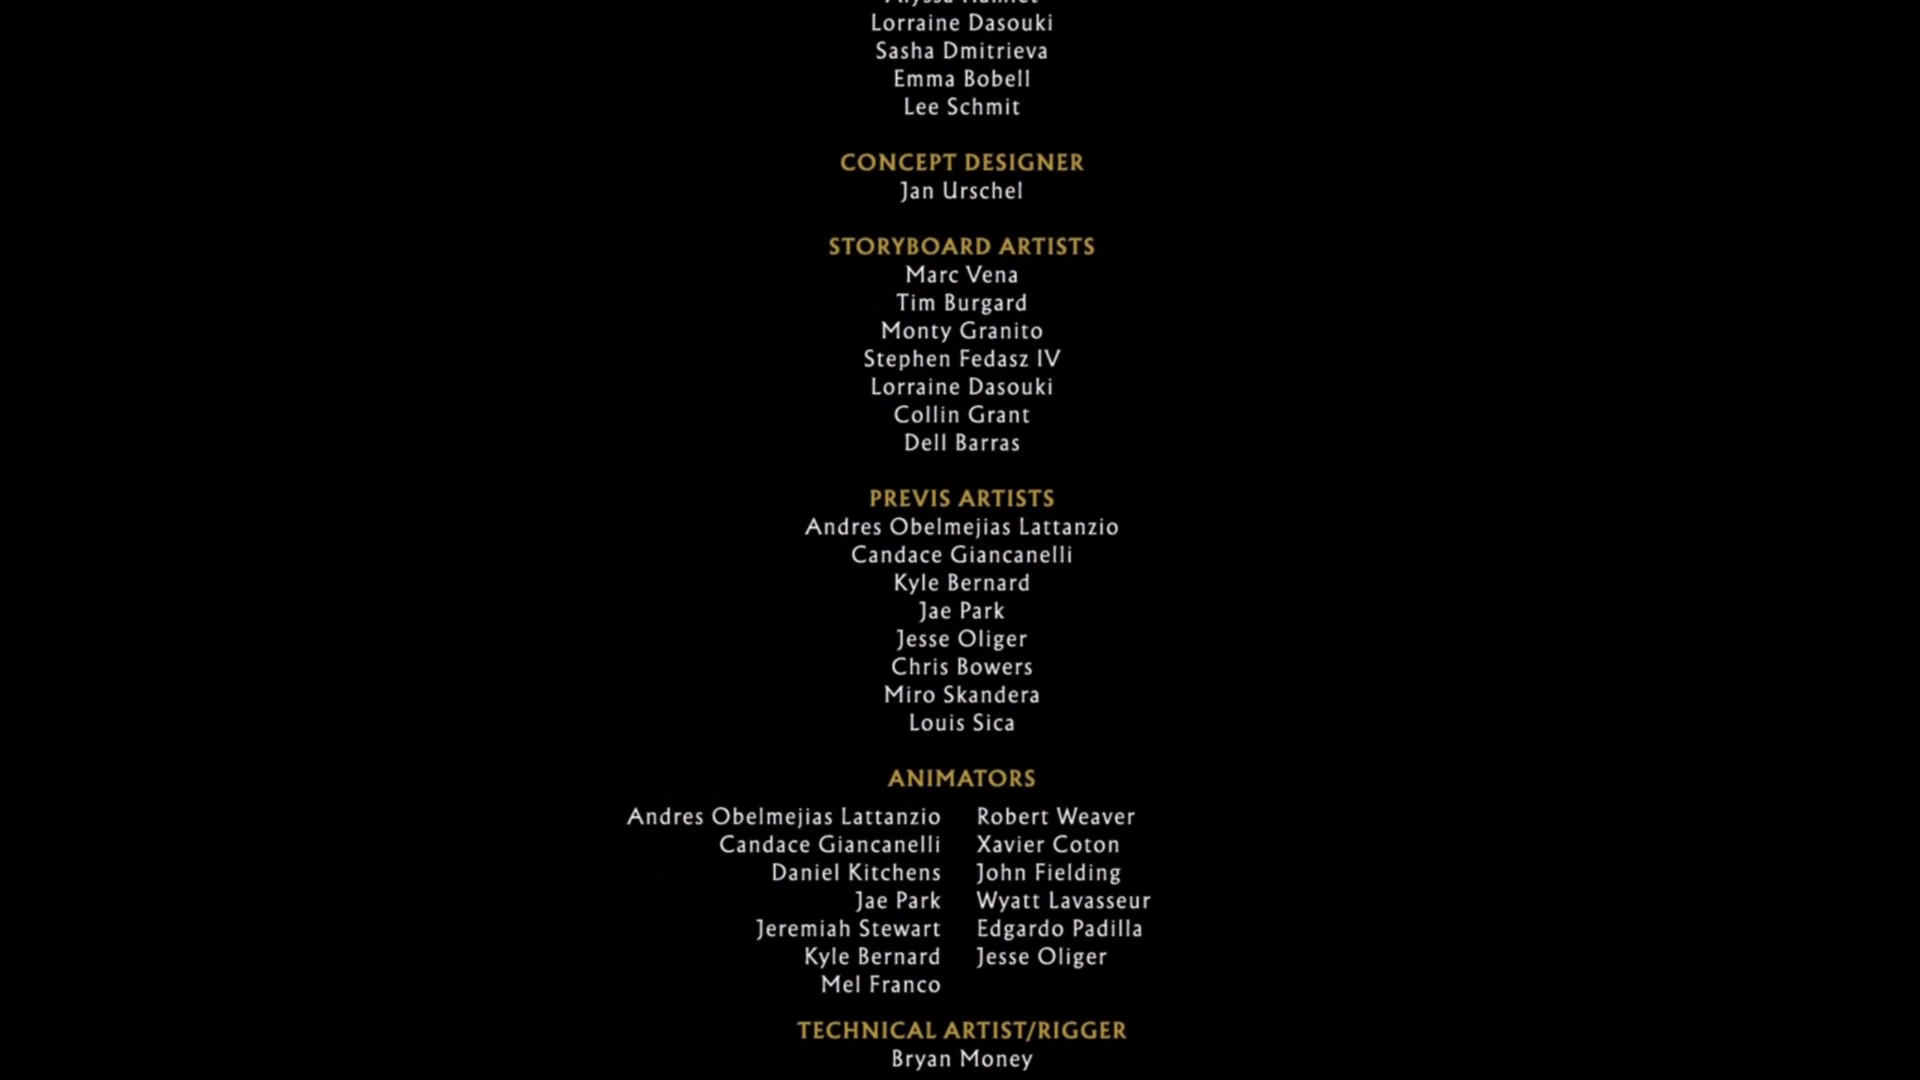 Lorraine Dasouki
Sasha Dmitrieva
Emma Bobell
Lee Schmit
CONCEPT DESIGNER
Jan Urschel
STORYBOARD ARTISTS
Marc Vena
Tim Burgard
Monty Granito
Stephen Fedasz IV
Lorraine Dasouki
Collin Grant
Dell Barras
PREVIS ARTISTS
Andres Obelmejias Lattanzio
Candace Giancanelli
Kyle Bernard
Jae Park
Jesse Oliger
Chris Bowers
Miro Skandera
Louis Sica
ANIMATORS
Andres Obelmejias Lattanzio Robert Weaver
Candace Giancanelli Xavier Coton
Daniel Kitchens John Fielding
Jae Park Wyatt Lavasseur
Jeremiah Stewart Edgardo Padilla
Kyle Bernard Jesse Oliger
Mel Franco
TECHNICAL ARTIST/RIGGER
Bryan Money